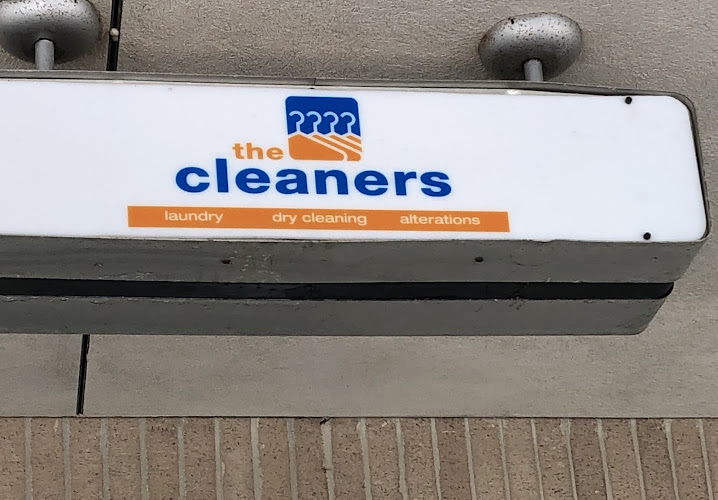 the
cleaners
laundry dry cleaning alterations